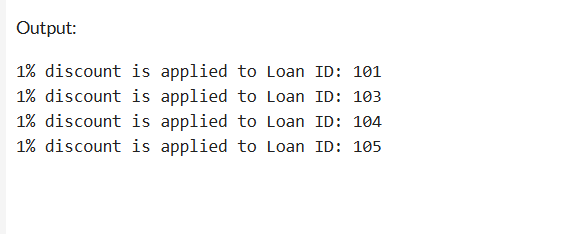 Output:
1% discount is applied to Loan ID: 101
1% discount is applied to Loan ID: 103
1% discount is applied to Loan ID: 104
1% discount is applied to Loan ID: 105